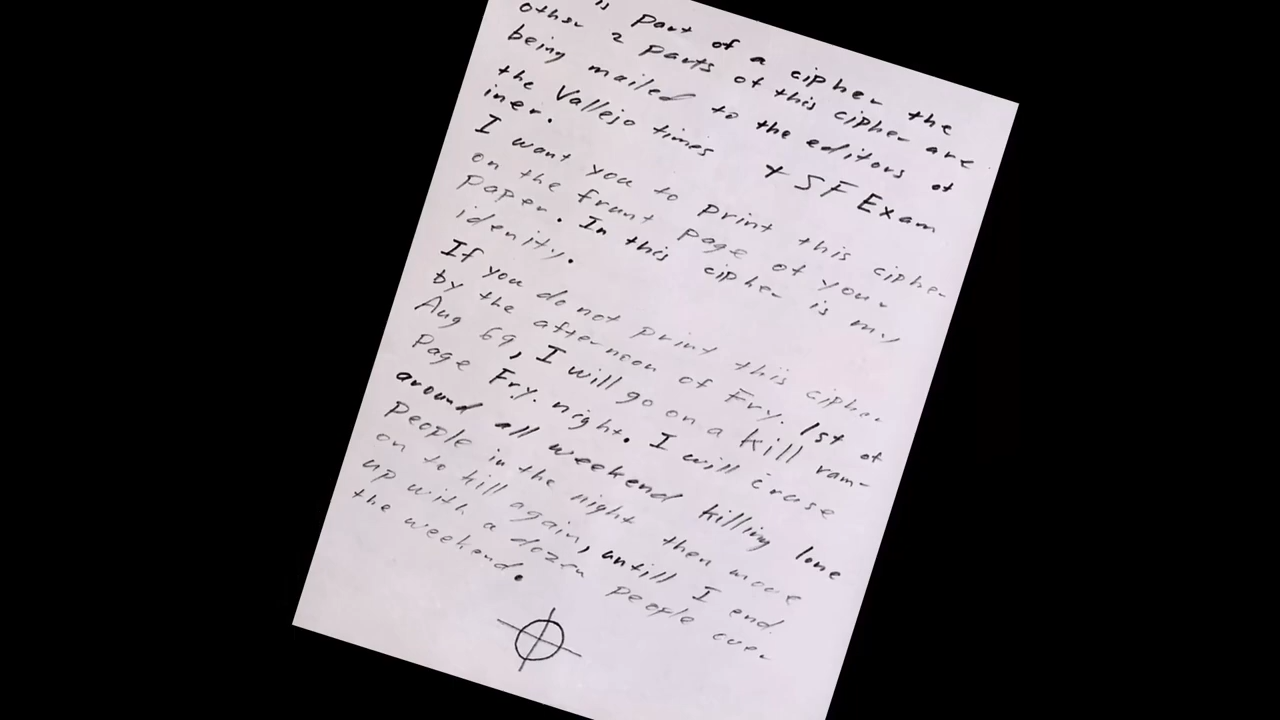 is part of a cipher the
other 2 parts of this cipher are
being mailed to the editors of
the Vallejo times + SF Exam
iner.
I want you to print this cipher
on the frunt page of your
paper. In this cipher is my
idenity.
If you do not print this cipher
by the afternoon of Fry. 1st of
Aug 69, I will go on a kill ram-
page Fry. night. I will cruse
around all weekend killing lone
people in the night then move
on to kill again, untill I end
up with a dozen people over
the weekend.